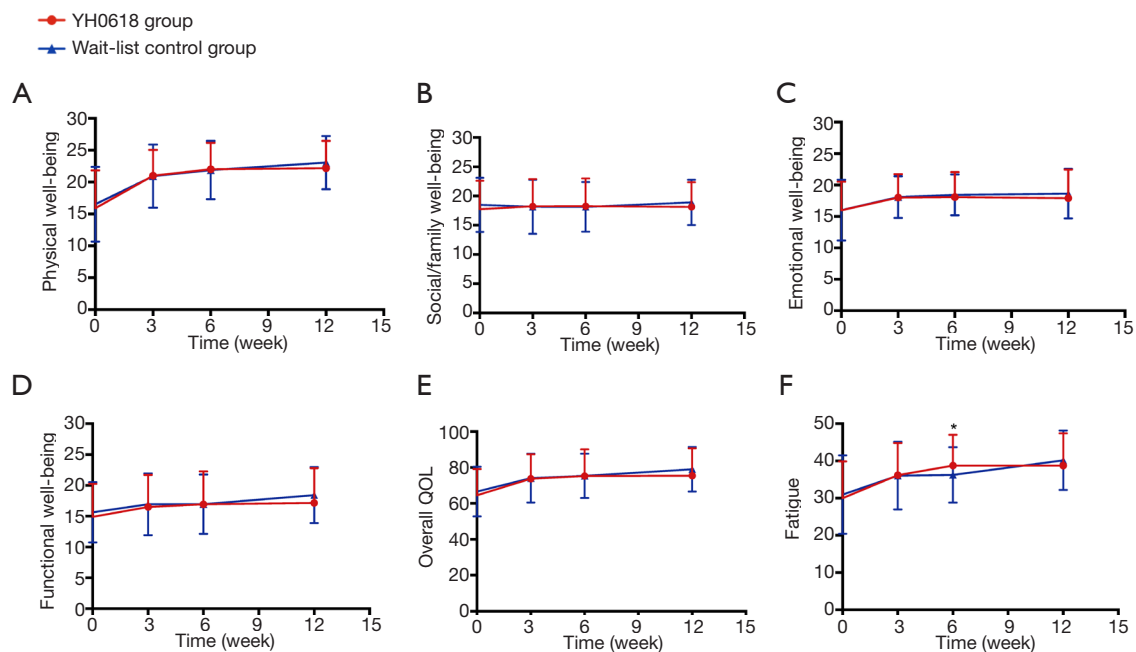 YH0618 group
Wait-list control group
A
Physical well-being
30
25
20
15
10
5
0
0 3 6 9 12 15
Time (week)
B
Social/family well-being
30
25
20
15
10
5
0
0 3 6 9 12 15
Time (week)
C
Emotional well-being
30
25
20
15
10
5
0
0 3 6 9 12 15
Time (week)
D
Functional well-being
30
25
20
15
10
5
0
0 3 6 9 12 15
Time (week)
E
Overall QOL
100
80
60
40
20
0
0 3 6 9 12 15
Time (week)
F
Fatigue
50
40
30
20
10
0
*
0 3 6 9 12 15
Time (week)